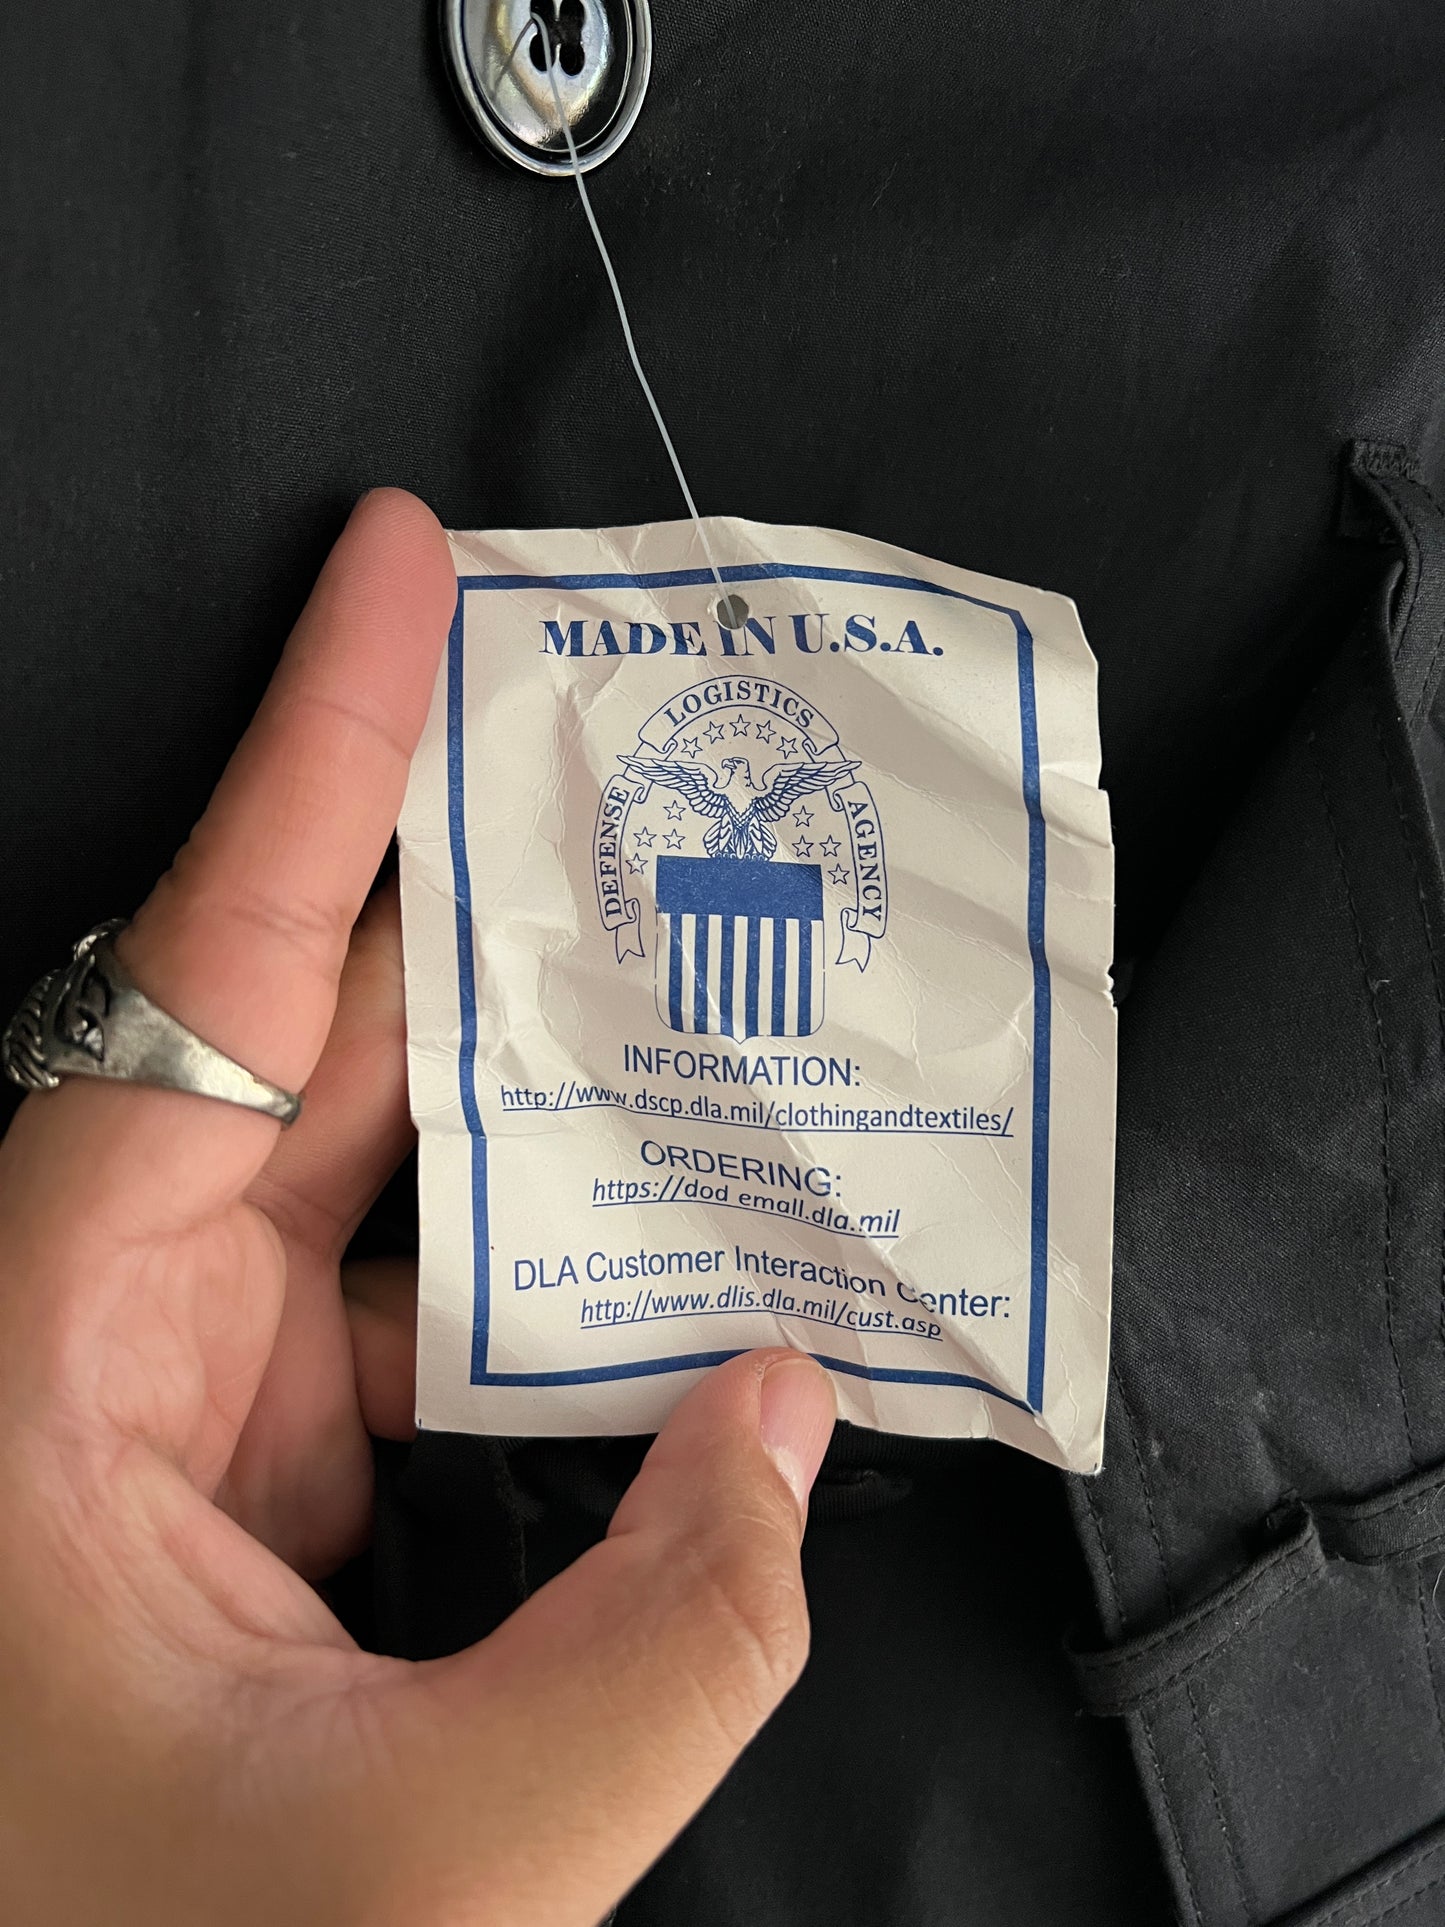 MADE IN U.S.A.
DEFENSE LOGISTICS AGENCY
INFORMATION:
http://www.dscp.dla.mil/clothingandtextiles/
ORDERING:
https://dod emall.dla.mil
DLA Customer Interaction Center:
http://www.dlis.dla.mil/cust.asp